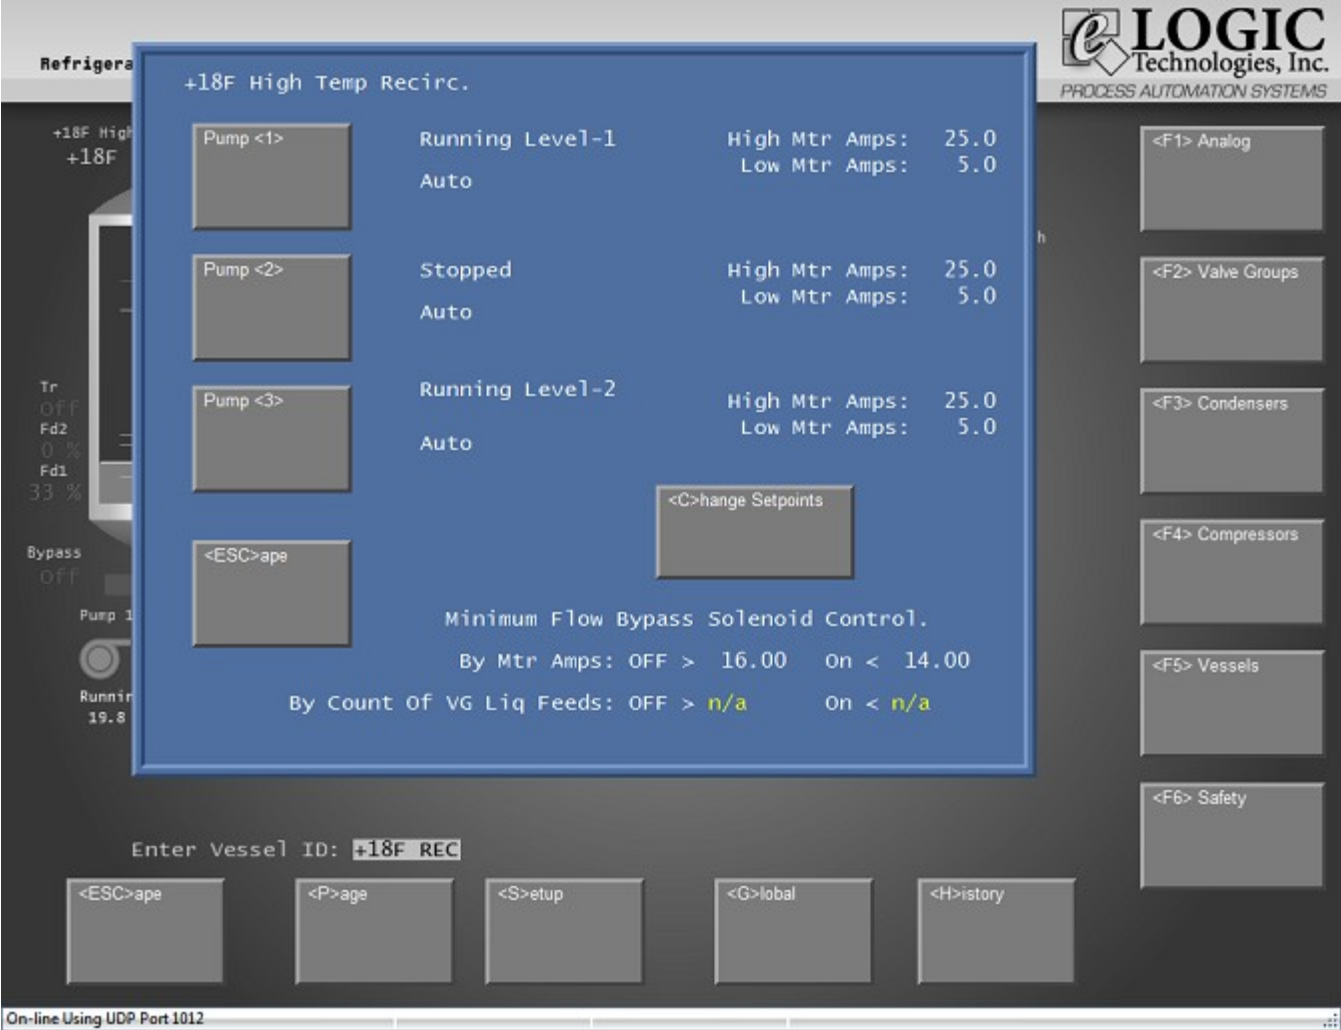 LOGIC
Technologies, Inc.
PROCESS AUTOMATION SYSTEMS
Refrigera
+18F High Temp Recirc.
+18F High
+18F
Pump <1>
Running Level-1
High Mtr Amps: 25.0
Low Mtr Amps: 5.0
Auto
<F1> Analog
h
Pump <2>
Stopped
High Mtr Amps: 25.0
Low Mtr Amps: 5.0
Auto
<F2> Valve Groups
Tr
Off
Fd2
0 %
Fd1
33 %
Pump <3>
Running Level-2
High Mtr Amps: 25.0
Low Mtr Amps: 5.0
Auto
<F3> Condensers
<C>hange Setpoints
<F4> Compressors
Bypass
Off
<ESC>ape
Pump 1
Runnin
19.8
Minimum Flow Bypass Solenoid Control.
By Mtr Amps: OFF > 16.00 On < 14.00
By Count Of VG Liq Feeds: OFF > n/a On < n/a
<F5> Vessels
<F6> Safety
Enter Vessel ID: +18F REC
<ESC>ape
<P>age
<S>etup
<G>lobal
<H>istory
On-line Using UDP Port 1012